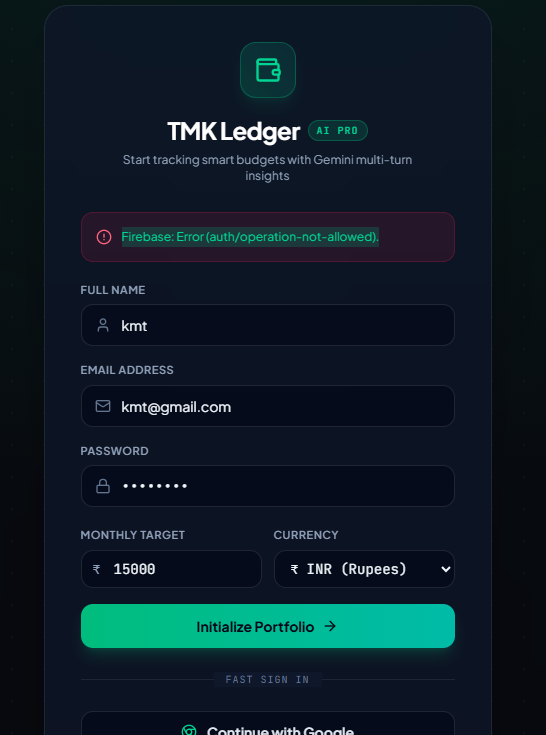 TMK Ledger AI PRO
Start tracking smart budgets with Gemini multi-turn
insights
Firebase: Error (auth/operation-not-allowed).
FULL NAME
kmt
EMAIL ADDRESS
kmt@gmail.com
PASSWORD
••••••••
MONTHLY TARGET CURRENCY
₹ 15000 ₹ INR (Rupees)
Initialize Portfolio →
FAST SIGN IN
Continue with Google